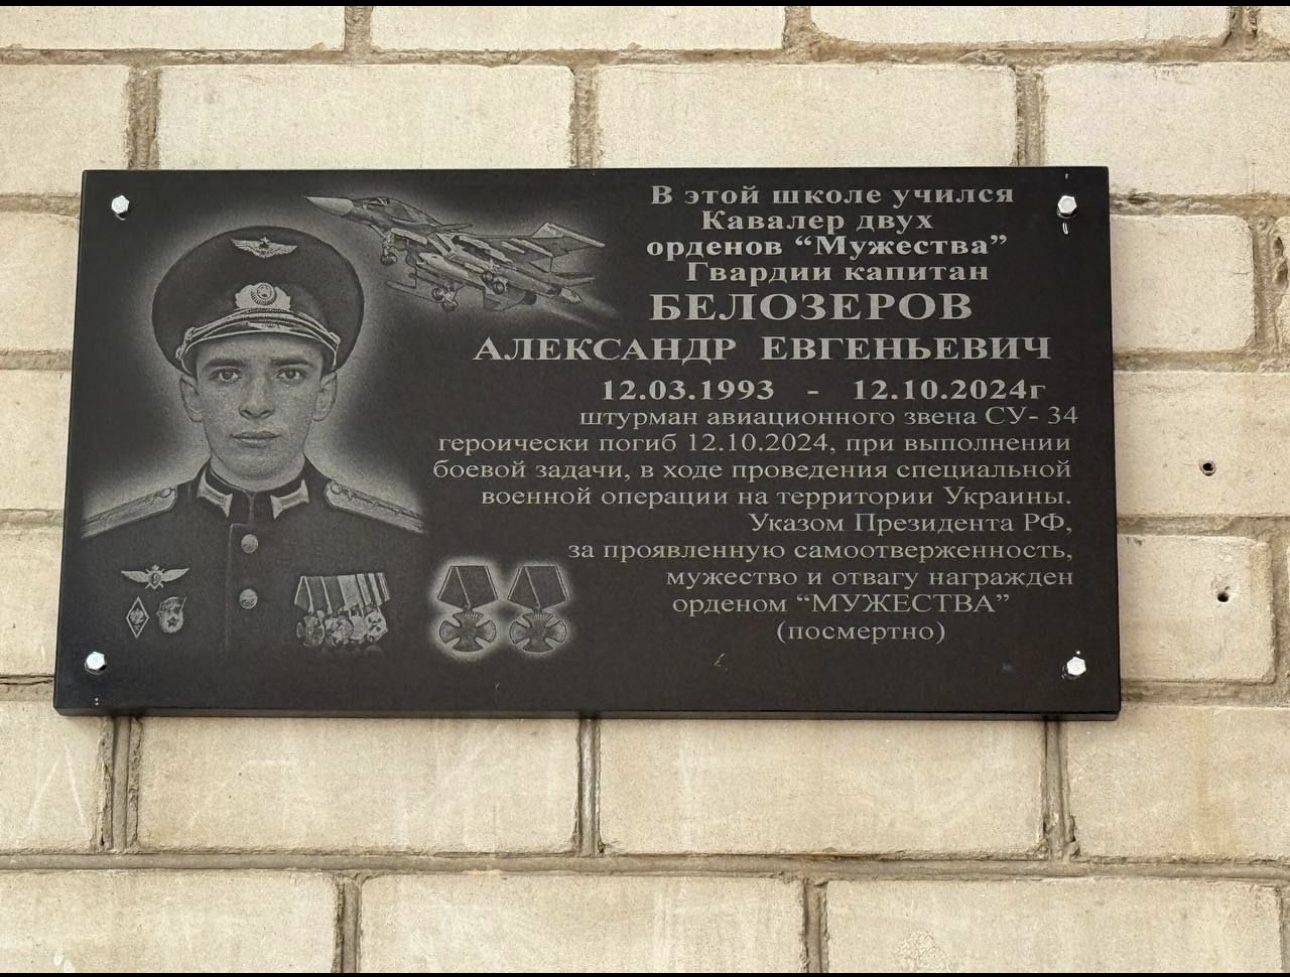 В этой школе учился
Кавалер двух
орденов “Мужества”
Гвардии капитан
БЕЛОЗЕРОВ
АЛЕКСАНДР ЕВГЕНЬЕВИЧ
12.03.1993 - 12.10.2024г
штурман авиационного звена СУ- 34
героически погиб 12.10.2024, при выполнении
боевой задачи, в ходе проведения специальной
военной операции на территории Украины.
Указом Президента РФ,
за проявленную самоотверженность,
мужество и отвагу награжден
орденом “МУЖЕСТВА”
(посмертно)